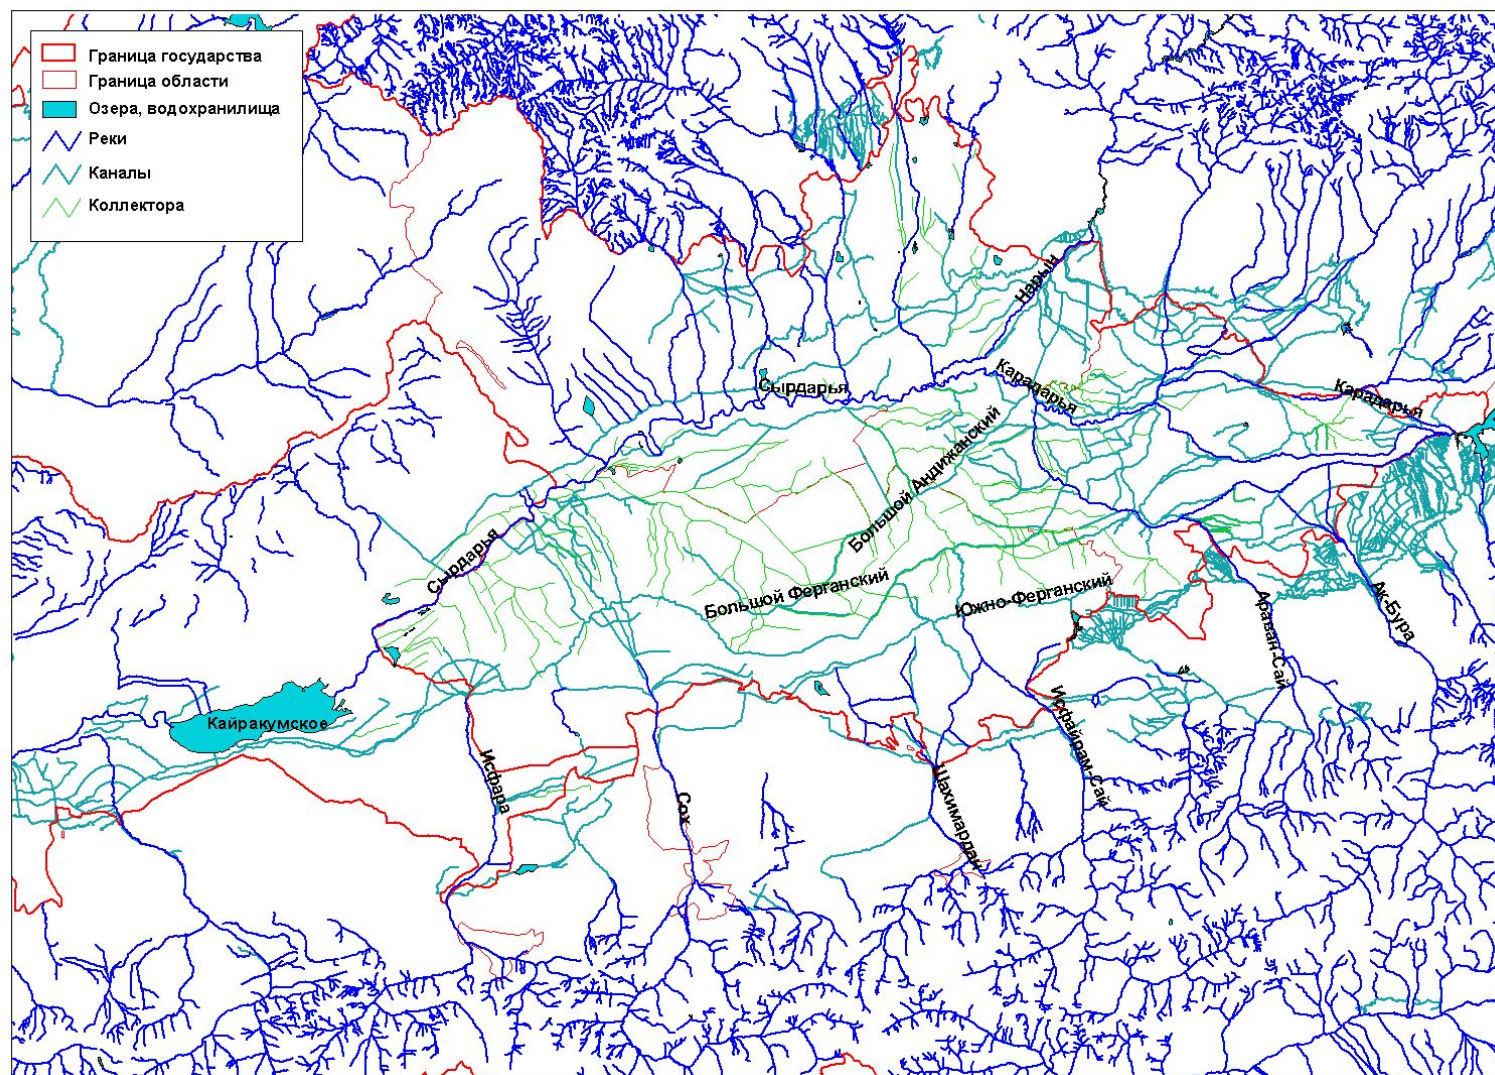 Граница государства
Граница области
Озера, водохранилища
Реки
Каналы
Коллектора
Нарын
Сырдарья
Карадарья
Карадарья
Большой Андижанский
Сырдарья
Большой Ферганский
Южно-Ферганский
Ак-Бура
Араван-Сай
Кайракумское
Исфара
Сох
Шахимардан
Исфайрам-Сай